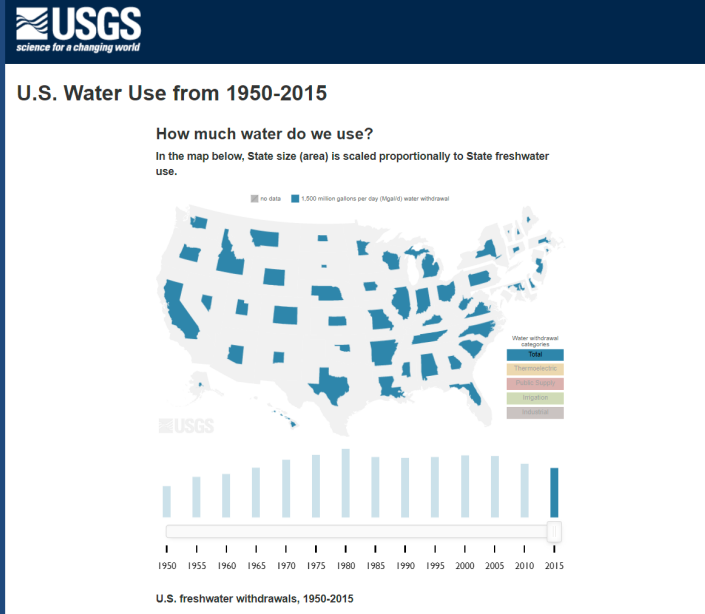 USGS
science for a changing world
U.S. Water Use from 1950-2015
How much water do we use?
In the map below, State size (area) is scaled proportionally to State freshwater
use.
no data 1,500 million gallons per day (Mgal/d) water withdrawal
Water withdrawal
categories
Total
Thermoelectric
Public Supply
Irrigation
Industrial
USGS
1950 1955 1960 1965 1970 1975 1980 1985 1990 1995 2000 2005 2010 2015
U.S. freshwater withdrawals, 1950-2015